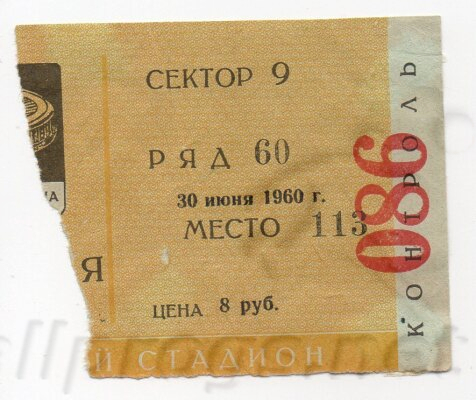 СЕКТОР 9
РЯД 60
30 июня 1960 г.
МЕСТО 113
Я
ЦЕНА 8 руб.
Й СТАДИОН
КОНТРОЛЬ
086